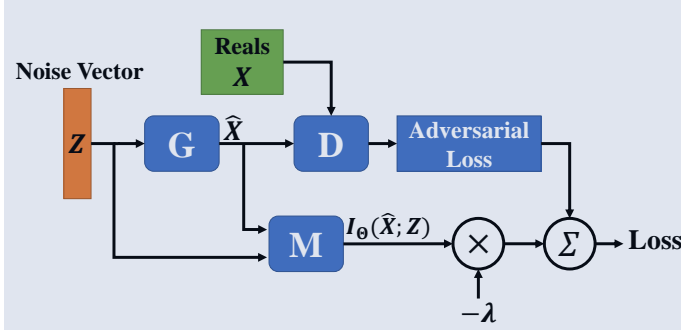 Reals
X
Noise Vector
Z
G
X̂
D
Adversarial
Loss
M
I_Θ(X̂; Z)
×
Σ
Loss
−λ